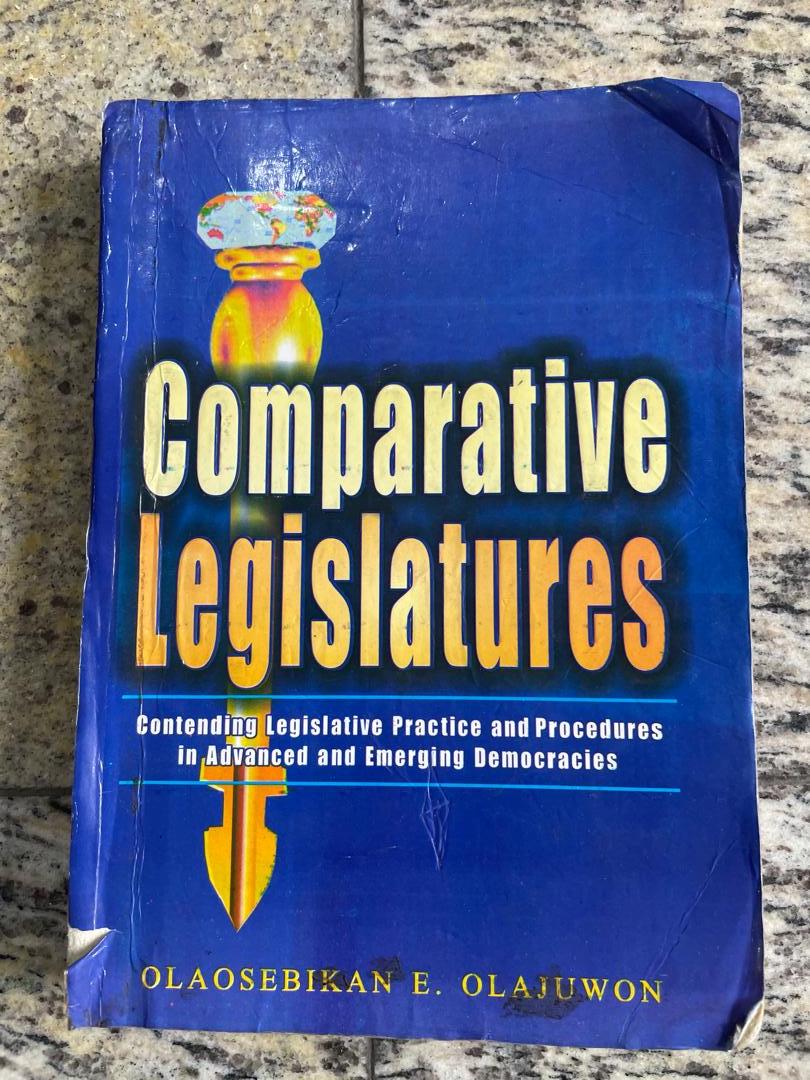 Comparative
Legislatures
Contending Legislative Practice and Procedures
in Advanced and Emerging Democracies
OLAOSEBIKAN E. OLAJUWON